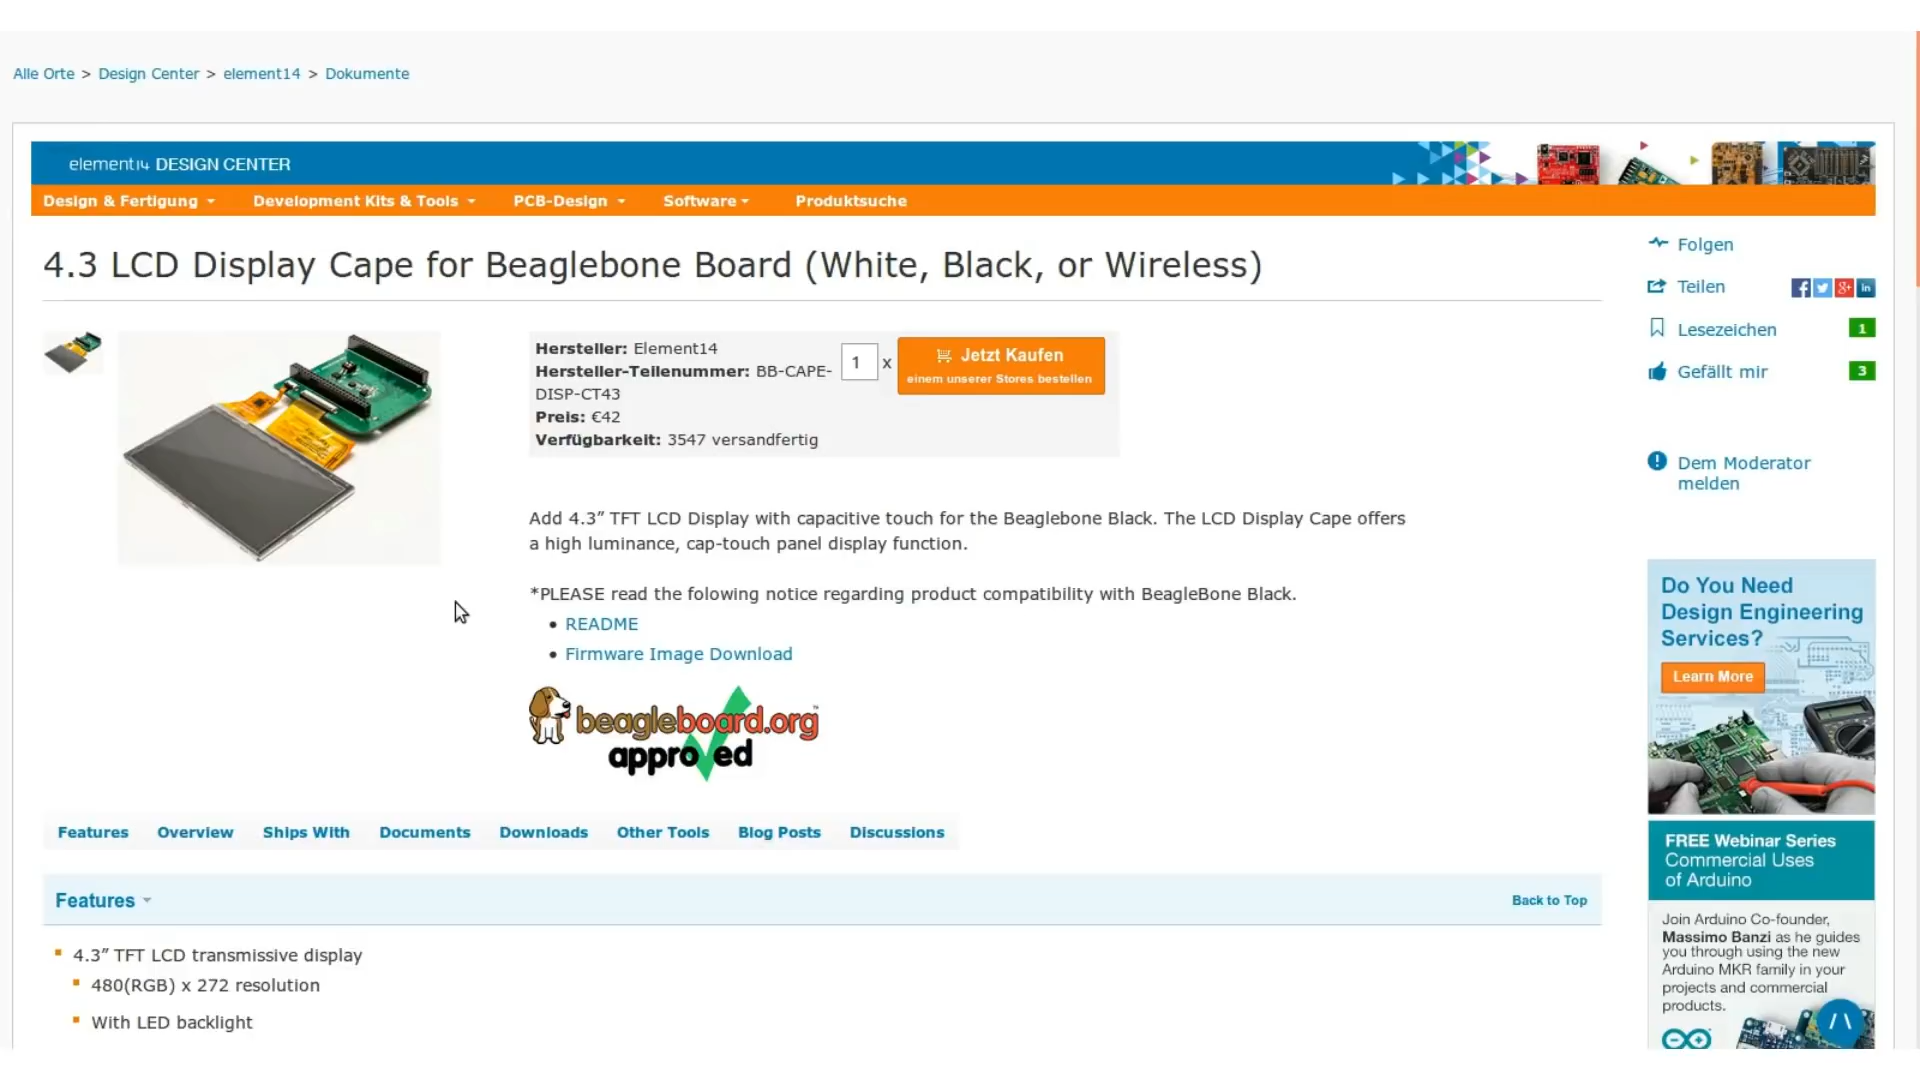 Alle Orte > Design Center > element14 > Dokumente
element14 DESIGN CENTER
Design & Fertigung
Development Kits & Tools
PCB-Design
Software
Produktsuche
4.3 LCD Display Cape for Beaglebone Board (White, Black, or Wireless)
Hersteller: Element14
Hersteller-Teilenummer: BB-CAPE-
DISP-CT43
Preis: €42
Verfügbarkeit: 3547 versandfertig
1 x
Jetzt Kaufen
einem unserer Stores bestellen
Add 4.3” TFT LCD Display with capacitive touch for the Beaglebone Black. The LCD Display Cape offers
a high luminance, cap-touch panel display function.
*PLEASE read the folowing notice regarding product compatibility with BeagleBone Black.
• README
• Firmware Image Download
beagleboard.org™
approved
Features Overview Ships With Documents Downloads Other Tools Blog Posts Discussions
Features
Back to Top
4.3” TFT LCD transmissive display
480(RGB) x 272 resolution
With LED backlight
Folgen
Teilen
Lesezeichen 1
Gefällt mir 3
Dem Moderator
melden
Do You Need
Design Engineering
Services?
Learn More
FREE Webinar Series
Commercial Uses
of Arduino
Join Arduino Co-founder,
Massimo Banzi as he guides
you through using the new
Arduino MKR family in your
projects and commercial
products.